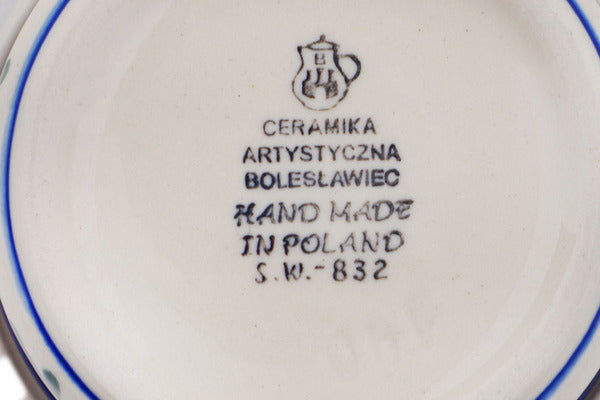 CERAMIKA
ARTYSTYCZNA
BOLESŁAWIEC
HAND MADE
IN POLAND
S.W.-832